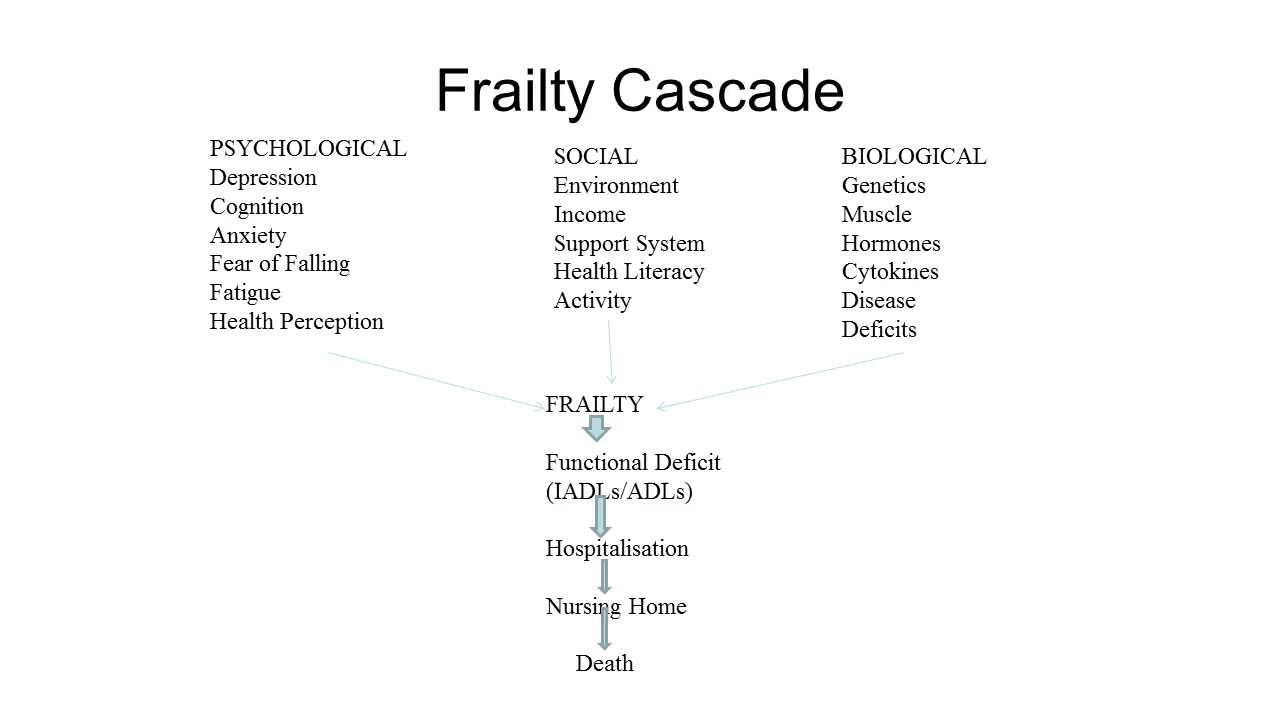 Frailty Cascade
PSYCHOLOGICAL
Depression
Cognition
Anxiety
Fear of Falling
Fatigue
Health Perception
SOCIAL
Environment
Income
Support System
Health Literacy
Activity
BIOLOGICAL
Genetics
Muscle
Hormones
Cytokines
Disease
Deficits
FRAILTY
Functional Deficit
(IADLs/ADLs)
Hospitalisation
Nursing Home
Death